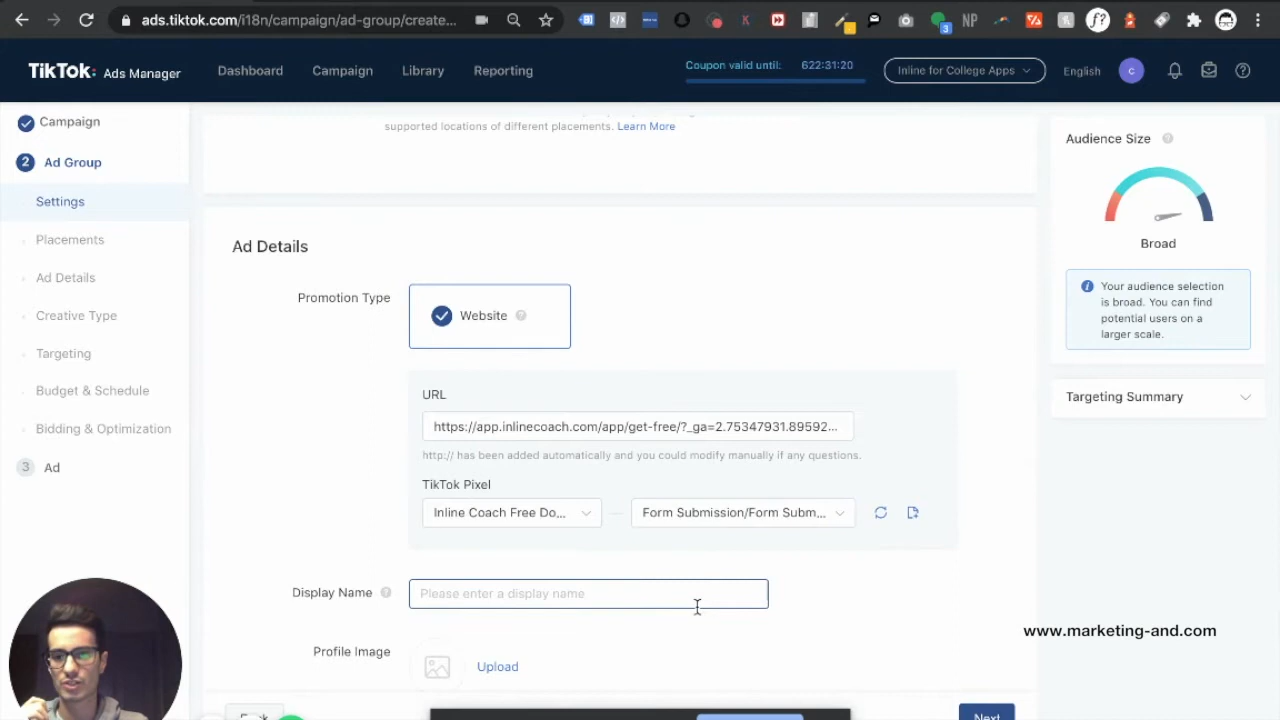 ads.tiktok.com/i18n/campaign/ad-group/create...
3
NP
f?
TikTok: Ads Manager
Dashboard
Campaign
Library
Reporting
Coupon valid until: 622:31:20
Inline for College Apps
English
c
Campaign
2 Ad Group
Settings
Placements
Ad Details
Creative Type
Targeting
Budget & Schedule
Bidding & Optimization
3 Ad
supported locations of different placements. Learn More
Ad Details
Promotion Type
Website
URL
https://app.inlinecoach.com/app/get-free/?_ga=2.75347931.89592...
http:// has been added automatically and you could modify manually if any questions.
TikTok Pixel
Inline Coach Free Do...
Form Submission/Form Subm...
Display Name
Please enter a display name
Profile Image
Upload
Next
Audience Size
Broad
Your audience selection
is broad. You can find
potential users on a
larger scale.
Targeting Summary
www.marketing-and.com